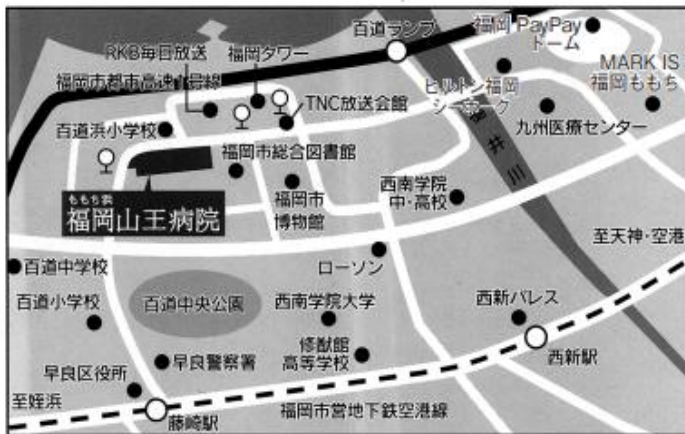 百道ランプ
福岡 PayPay
ドーム
RKB毎日放送
福岡タワー
福岡市都市高速1号線
ヒルトン福岡
シーホーク
MARK IS
福岡ももち
TNC放送会館
百道浜小学校
九州医療センター
室井川
福岡市総合図書館
ももち浜
福岡山王病院
福岡市
博物館
西南学院
中・高校
至天神・空港
百道中学校
ローソン
百道小学校
百道中央公園
西南学院大学
西新パレス
修猷館
高等学校
早良警察署
西新駅
早良区役所
至姪浜
藤崎駅
福岡市営地下鉄空港線